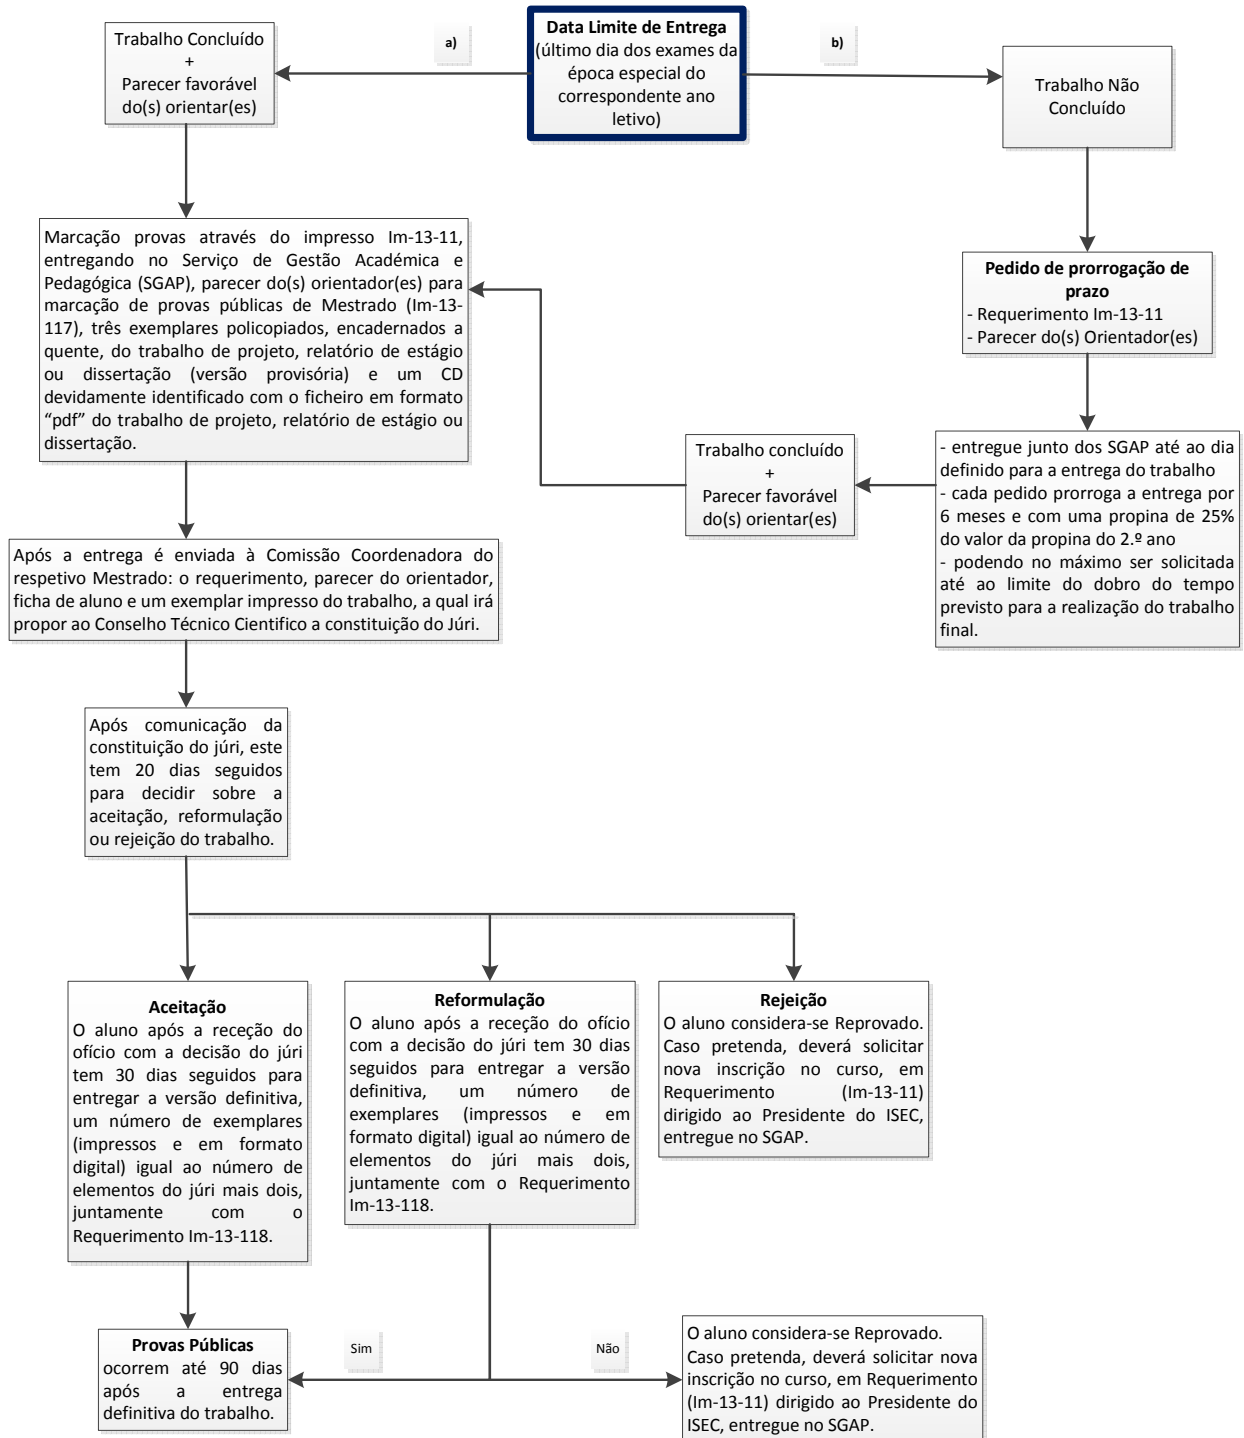 Data Limite de Entrega
(último dia dos exames da
época especial do
correspondente ano
letivo)
a)
b)
Trabalho Concluído
+
Parecer favorável
do(s) orientar(es)
Trabalho Não
Concluído
Marcação provas através do impresso Im-13-11,
entregando no Serviço de Gestão Académica e
Pedagógica (SGAP), parecer do(s) orientador(es) para
marcação de provas públicas de Mestrado (Im-13-
117), três exemplares policopiados, encadernados a
quente, do trabalho de projeto, relatório de estágio
ou dissertação (versão provisória) e um CD
devidamente identificado com o ficheiro em formato
“pdf” do trabalho de projeto, relatório de estágio ou
dissertação.
Pedido de prorrogação de
prazo
- Requerimento Im-13-11
- Parecer do(s) Orientador(es)
- entregue junto dos SGAP até ao dia
definido para a entrega do trabalho
- cada pedido prorroga a entrega por
6 meses e com uma propina de 25%
do valor da propina do 2.º ano
- podendo no máximo ser solicitada
até ao limite do dobro do tempo
previsto para a realização do trabalho
final.
Trabalho concluído
+
Parecer favorável
do(s) orientar(es)
Após a entrega é enviada à Comissão Coordenadora do
respetivo Mestrado: o requerimento, parecer do orientador,
ficha de aluno e um exemplar impresso do trabalho, a qual irá
propor ao Conselho Técnico Cientifico a constituição do Júri.
Após comunicação da
constituição do júri, este
tem 20 dias seguidos
para decidir sobre a
aceitação, reformulação
ou rejeição do trabalho.
Aceitação
O aluno após a receção do
ofício com a decisão do júri
tem 30 dias seguidos para
entregar a versão definitiva,
um número de exemplares
(impressos e em formato
digital) igual ao número de
elementos do júri mais dois,
juntamente com o
Requerimento Im-13-118.
Reformulação
O aluno após a receção do ofício
com a decisão do júri tem 30 dias
seguidos para entregar a versão
definitiva, um número de
exemplares (impressos e em
formato digital) igual ao número de
elementos do júri mais dois,
juntamente com o Requerimento
Im-13-118.
Rejeição
O aluno considera-se Reprovado.
Caso pretenda, deverá solicitar
nova inscrição no curso, em
Requerimento (Im-13-11)
dirigido ao Presidente do ISEC,
entregue no SGAP.
Provas Públicas
ocorrem até 90 dias
após a entrega
definitiva do trabalho.
Sim
Não
O aluno considera-se Reprovado.
Caso pretenda, deverá solicitar nova
inscrição no curso, em Requerimento
(Im-13-11) dirigido ao Presidente do
ISEC, entregue no SGAP.